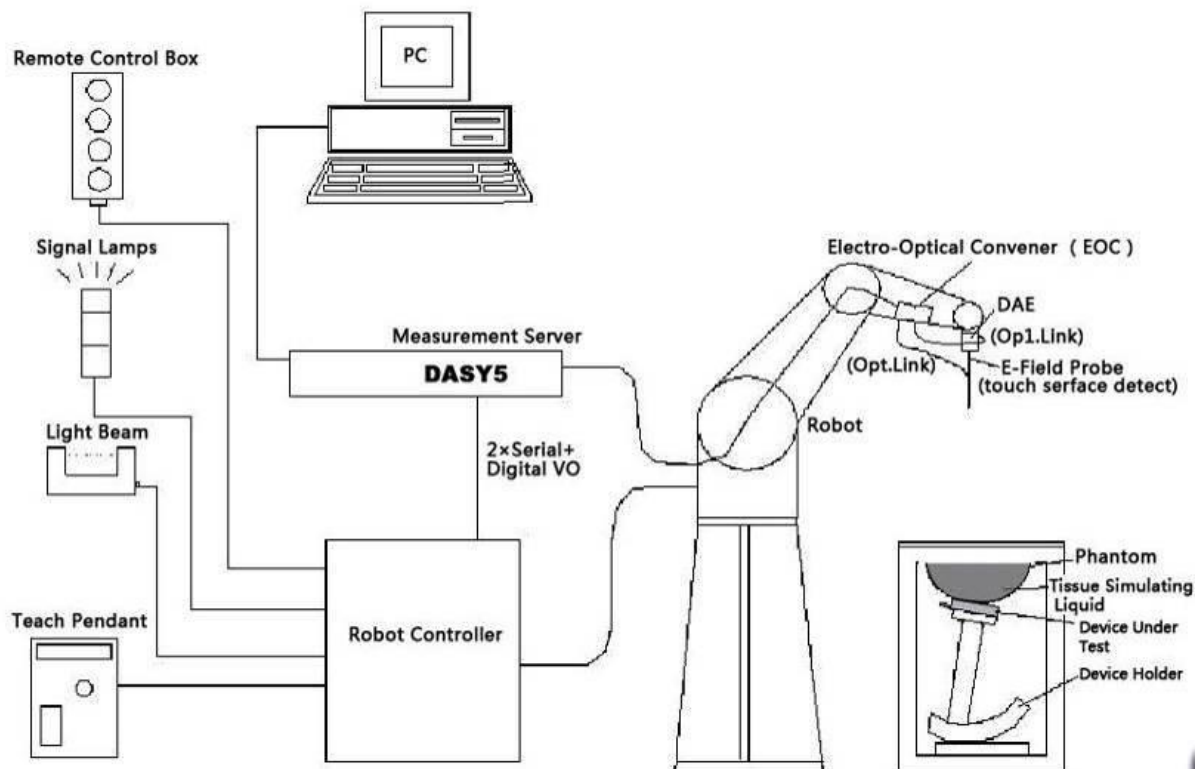 Remote Control Box
PC
Signal Lamps
Electro-Optical Convener ( EOC )
DAE
(Op1.Link)
Measurement Server
DASY5
(Opt.Link)
E-Field Probe
(touch serface detect)
Light Beam
2×Serial+
Digital VO
Robot
Phantom
Tissue Simulating
Liquid
Device Under
Test
Teach Pendant
Robot Controller
Device Holder